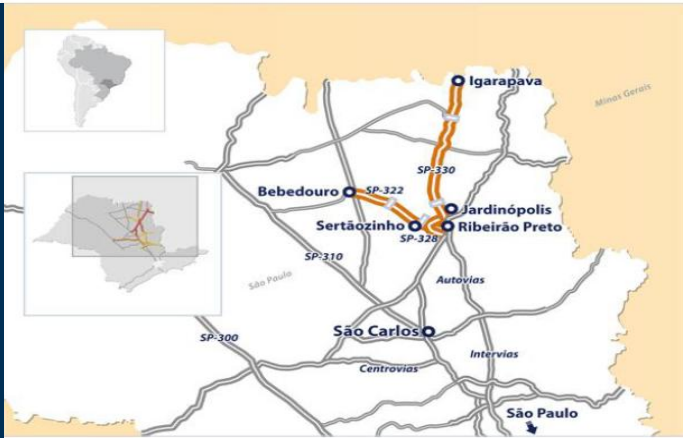 Igarapava
Minas Gerais
SP-330
Bebedouro
SP-322
Jardinópolis
Sertãozinho
Ribeirão Preto
SP-328
SP-310
São Paulo
Autovias
São Carlos
SP-300
Intervias
Centrovias
São Paulo